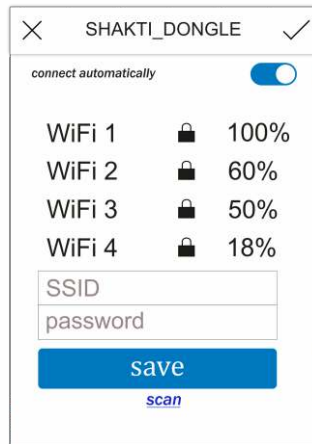 SHAKTI_DONGLE
connect automatically
WiFi 1 100%
WiFi 2 60%
WiFi 3 50%
WiFi 4 18%
SSID
password
save
scan